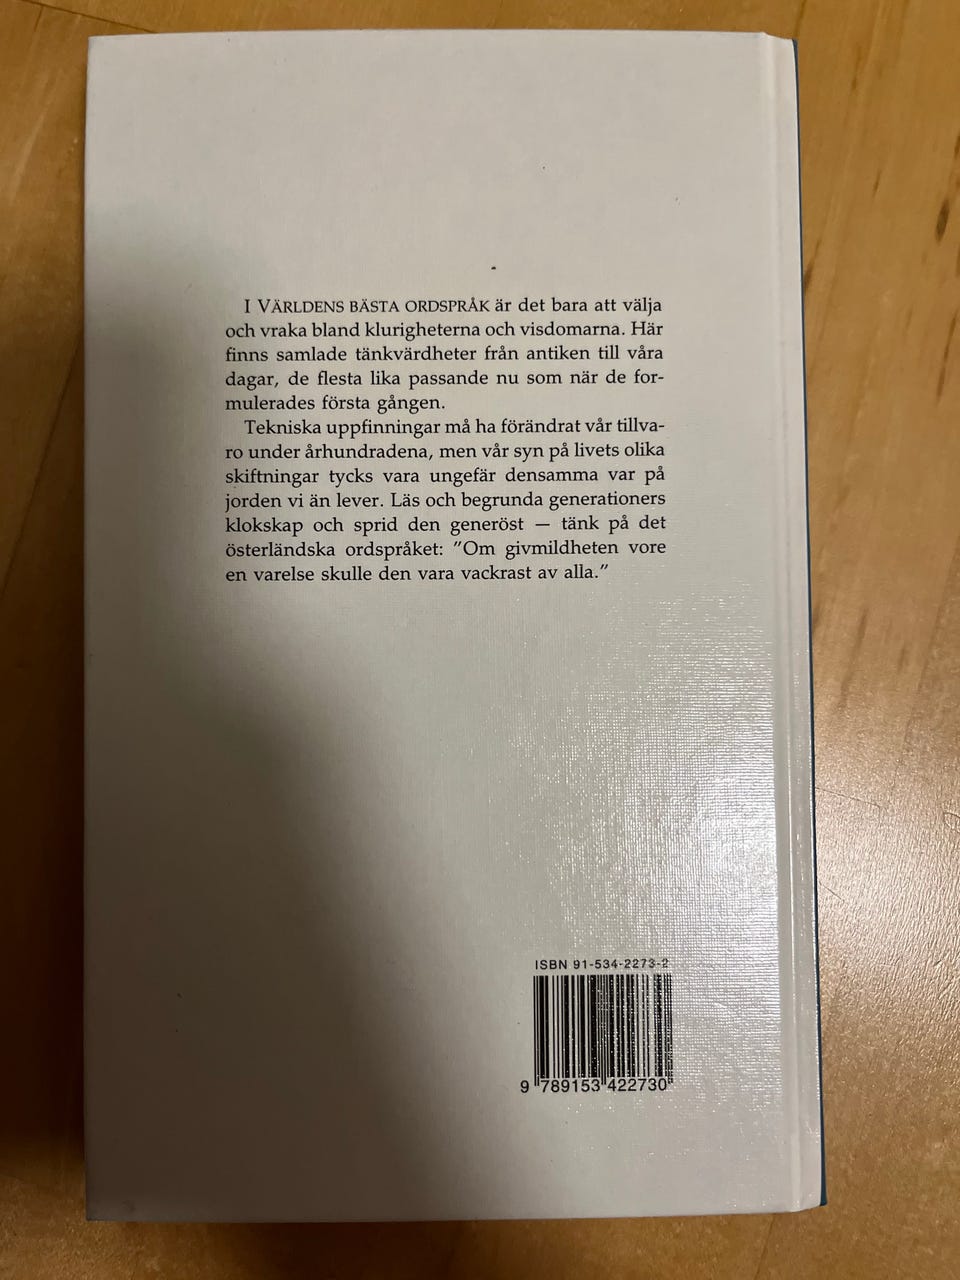 I VÄRLDENS BÄSTA ORDSPRÅK är det bara att välja
och vraka bland klurigheterna och visdomarna. Här
finns samlade tänkvärdheter från antiken till våra
dagar, de flesta lika passande nu som när de for-
mulerades första gången.
Tekniska uppfinningar må ha förändrat vår tillva-
ro under århundradena, men vår syn på livets olika
skiftningar tycks vara ungefär densamma var på
jorden vi än lever. Läs och begrunda generationers
klokskap och sprid den generöst — tänk på det
österländska ordspråket: ”Om givmildheten vore
en varelse skulle den vara vackrast av alla.”
ISBN 91-534-2273-2
9 789153 422730